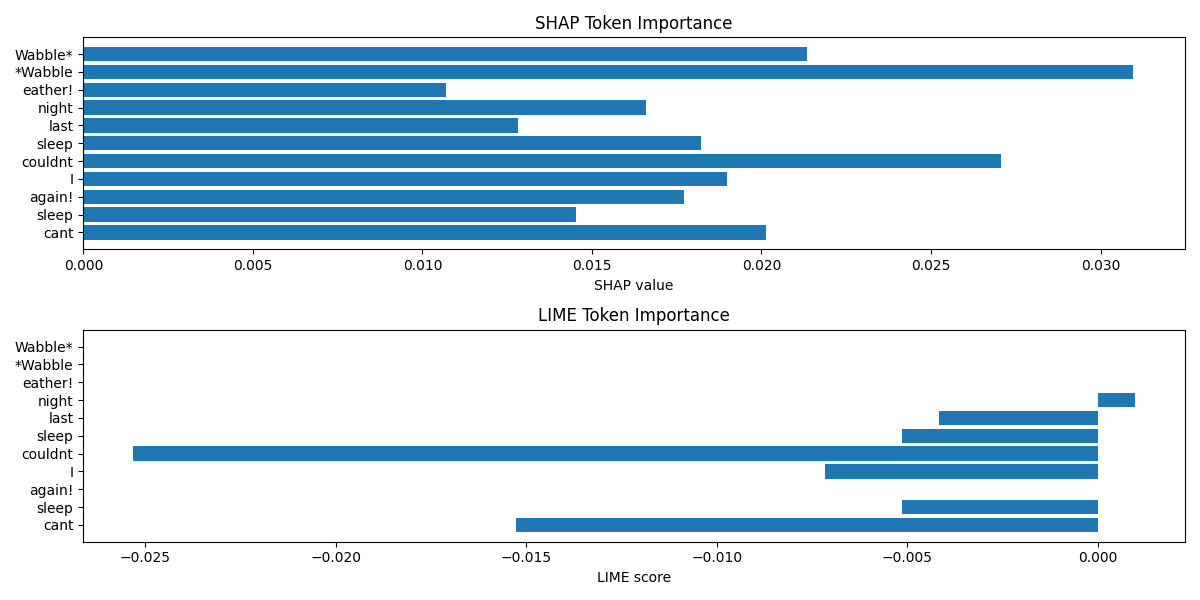 SHAP Token Importance
Wabble*
*Wabble
eather!
night
last
sleep
couldnt
I
again!
sleep
cant
0.000 0.005 0.010 0.015 0.020 0.025 0.030
SHAP value
LIME Token Importance
Wabble*
*Wabble
eather!
night
last
sleep
couldnt
I
again!
sleep
cant
−0.025 −0.020 −0.015 −0.010 −0.005 0.000
LIME score